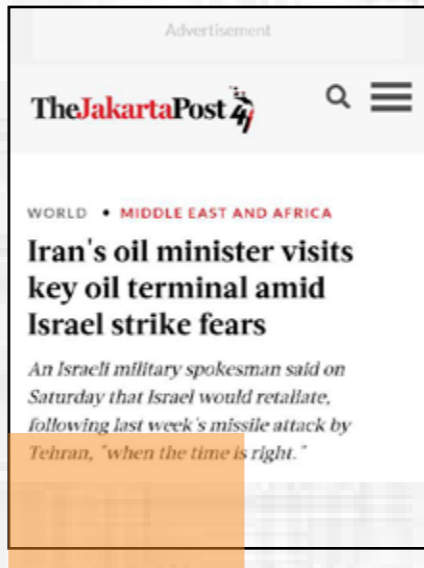 Advertisement
TheJakartaPost
WORLD • MIDDLE EAST AND AFRICA
Iran's oil minister visits
key oil terminal amid
Israel strike fears
An Israeli military spokesman said on
Saturday that Israel would retaliate,
following last week's missile attack by
Tehran, "when the time is right."